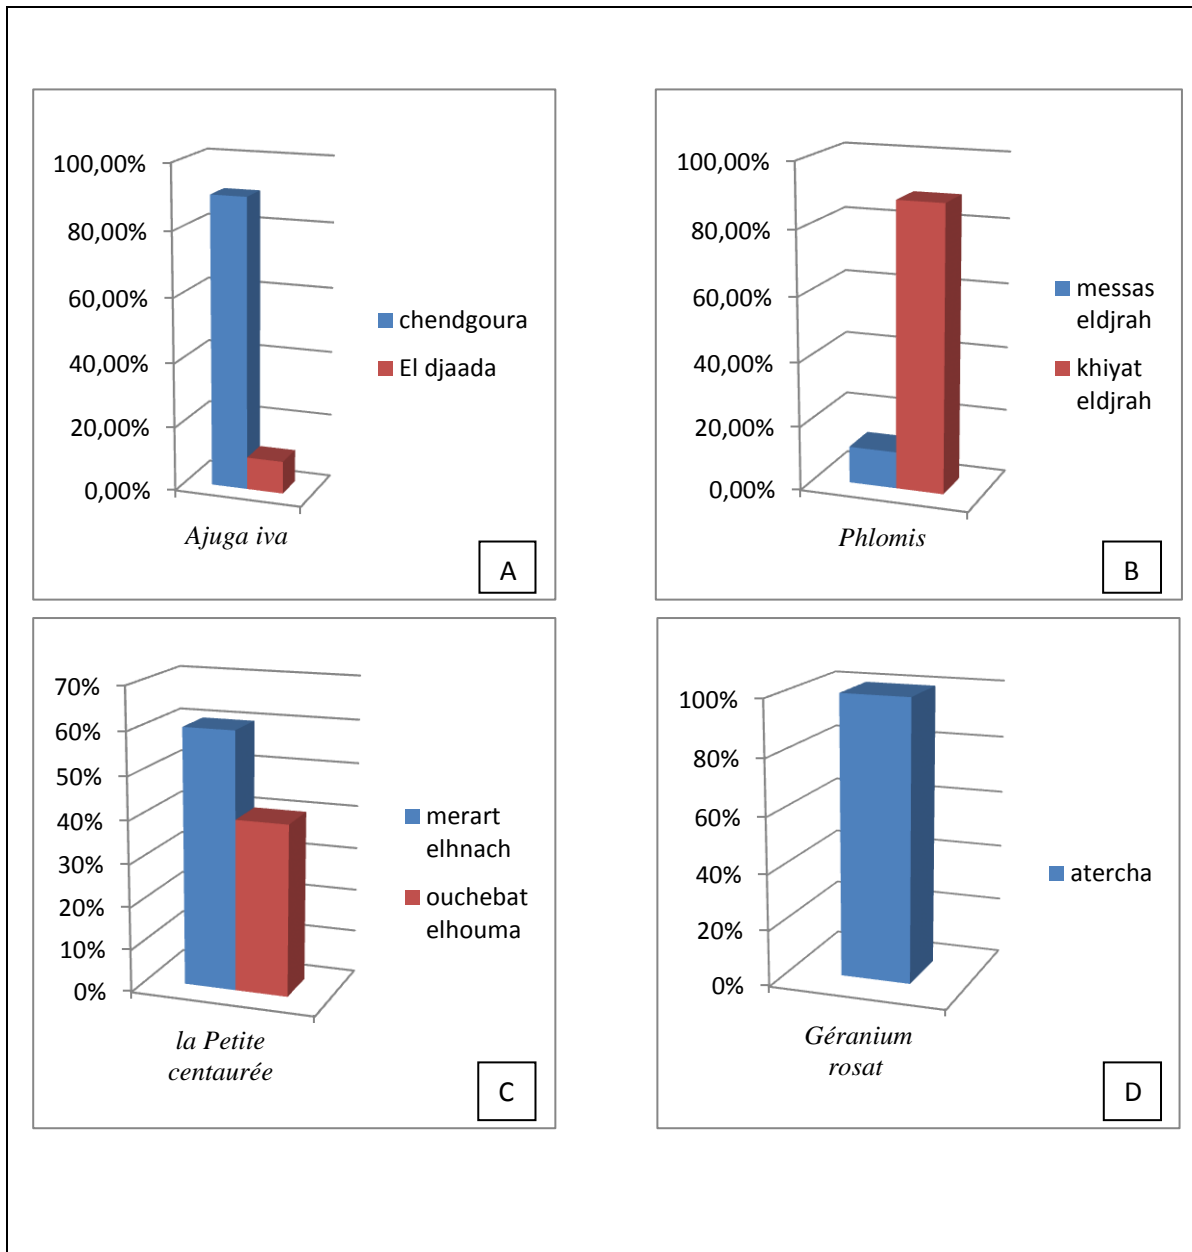 100,00%
80,00%
60,00%
40,00%
20,00%
0,00%
chendgoura
El djaada
Ajuga iva
A
100,00%
80,00%
60,00%
40,00%
20,00%
0,00%
messas
eldjrah
khiyat
eldjrah
Phlomis
B
70%
60%
50%
40%
30%
20%
10%
0%
merart
elhnach
ouchebat
elhouma
la Petite
centaurée
C
100%
80%
60%
40%
20%
0%
atercha
Géranium
rosat
D